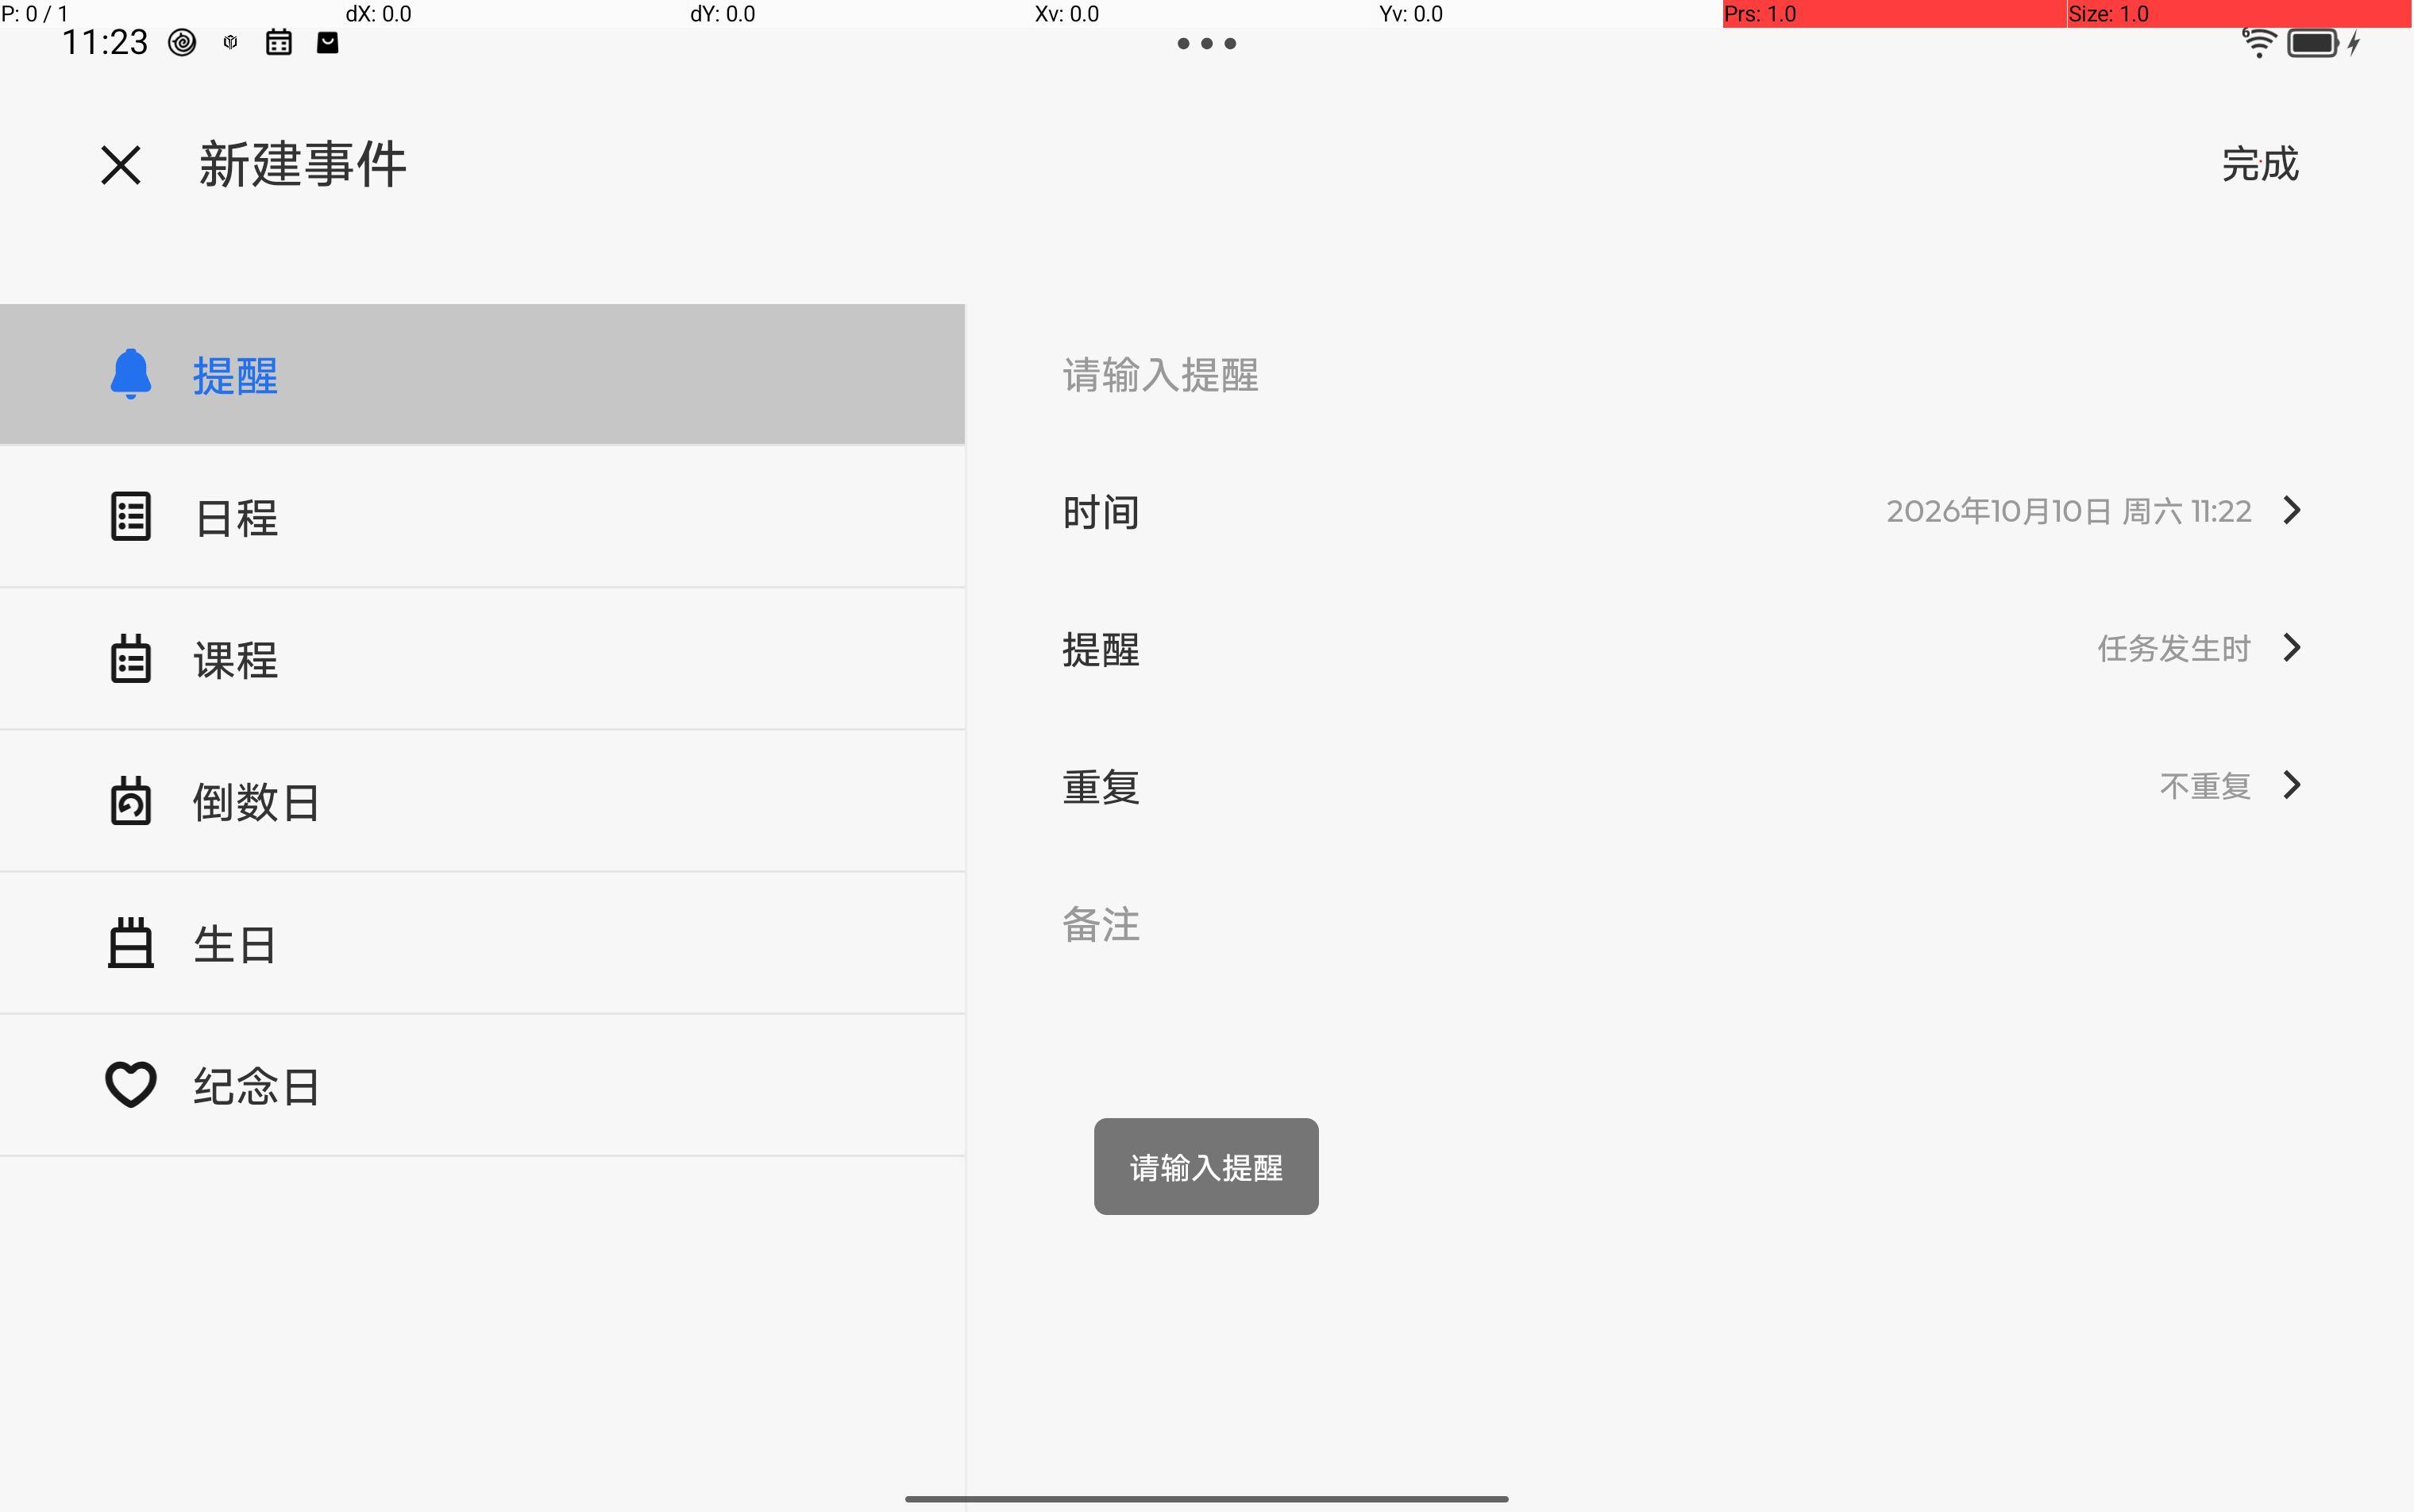 P: 0 / 1 dX: 0.0 dY: 0.0 Xv: 0.0 Yv: 0.0 Prs: 1.0 Size: 1.0
11:23
6
新建事件
完成
提醒
日程
课程
倒数日
生日
纪念日
请输入提醒
时间 2026年10月10日 周六 11:22
提醒 任务发生时
重复 不重复
备注
请输入提醒